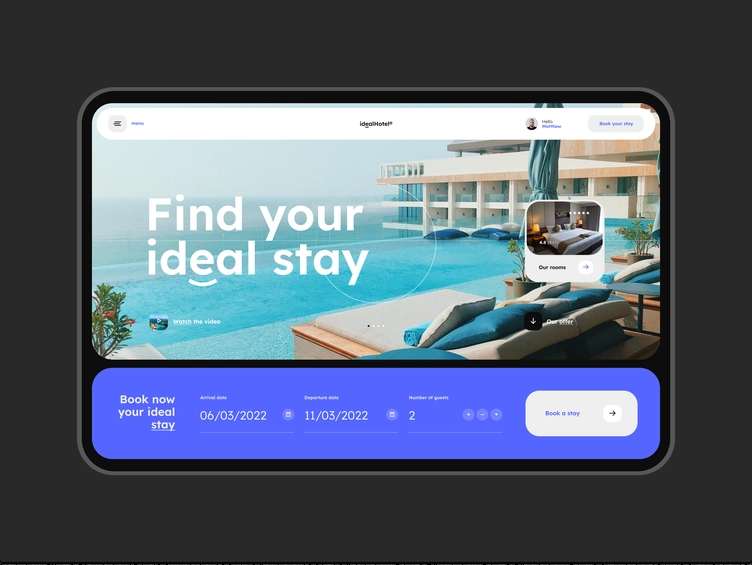 menu
idealHotel®
Hello
Matthew
Book your stay
Find your
ideal stay
4.8
Our rooms
Watch the video
Our offer
Book now
your ideal
stay
Arrival date
06/03/2022
Departure date
11/03/2022
Number of guests
2
Book a stay